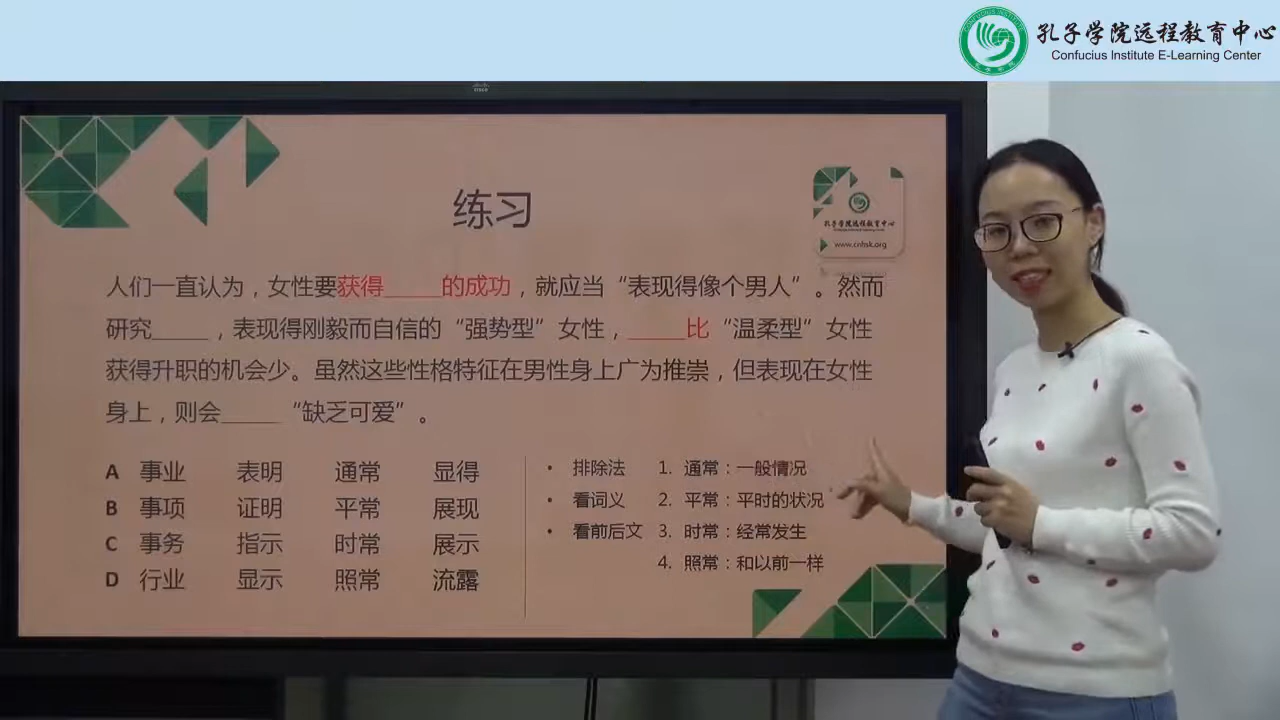 孔子学院远程教育中心
Confucius Institute E-Learning Center
练习
孔子学院远程教育中心
www.cnhsk.org
人们一直认为，女性要获得_____的成功，就应当“表现得像个男人”。然而
研究_____，表现得刚毅而自信的“强势型”女性，_____比“温柔型”女性
获得升职的机会少。虽然这些性格特征在男性身上广为推崇，但表现在女性
身上，则会_____“缺乏可爱”。
A 事业 表明 通常 显得
B 事项 证明 平常 展现
C 事务 指示 时常 展示
D 行业 显示 照常 流露
• 排除法
• 看词义
• 看前后文
1. 通常：一般情况
2. 平常：平时的状况
3. 时常：经常发生
4. 照常：和以前一样